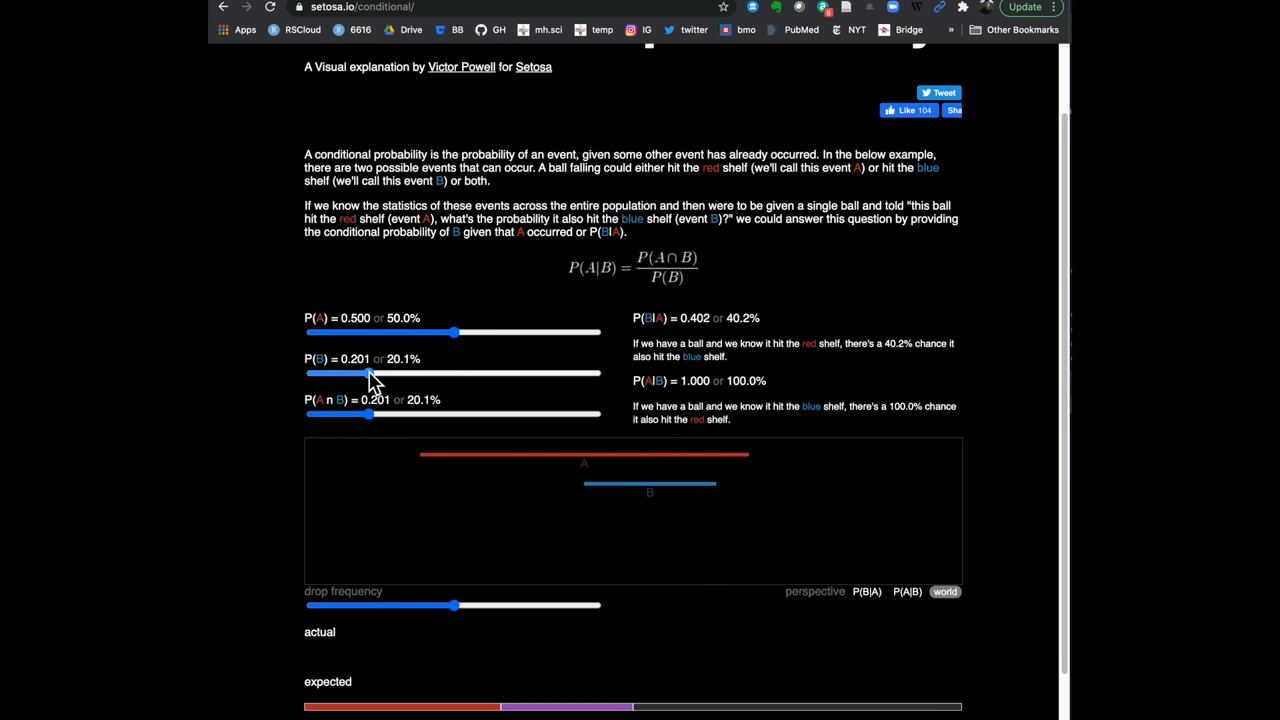 setosa.io/conditional/
Update
Apps RSCloud 6616 Drive BB GH mh.sci temp IG twitter bmo PubMed NYT Bridge » Other Bookmarks
A Visual explanation by Victor Powell for Setosa
Tweet
Like 104 Sha
A conditional probability is the probability of an event, given some other event has already occurred. In the below example,
there are two possible events that can occur. A ball falling could either hit the red shelf (we'll call this event A) or hit the blue
shelf (we'll call this event B) or both.
If we know the statistics of these events across the entire population and then were to be given a single ball and told "this ball
hit the red shelf (event A), what's the probability it also hit the blue shelf (event B)?" we could answer this question by providing
the conditional probability of B given that A occurred or P(B|A).
P(A|B) = P(A∩B) / P(B)
P(A) = 0.500 or 50.0%
P(B) = 0.201 or 20.1%
P(A n B) = 0.201 or 20.1%
P(B|A) = 0.402 or 40.2%
If we have a ball and we know it hit the red shelf, there's a 40.2% chance it
also hit the blue shelf.
P(A|B) = 1.000 or 100.0%
If we have a ball and we know it hit the blue shelf, there's a 100.0% chance
it also hit the red shelf.
A
B
drop frequency
perspective P(B|A) P(A|B) world
actual
expected